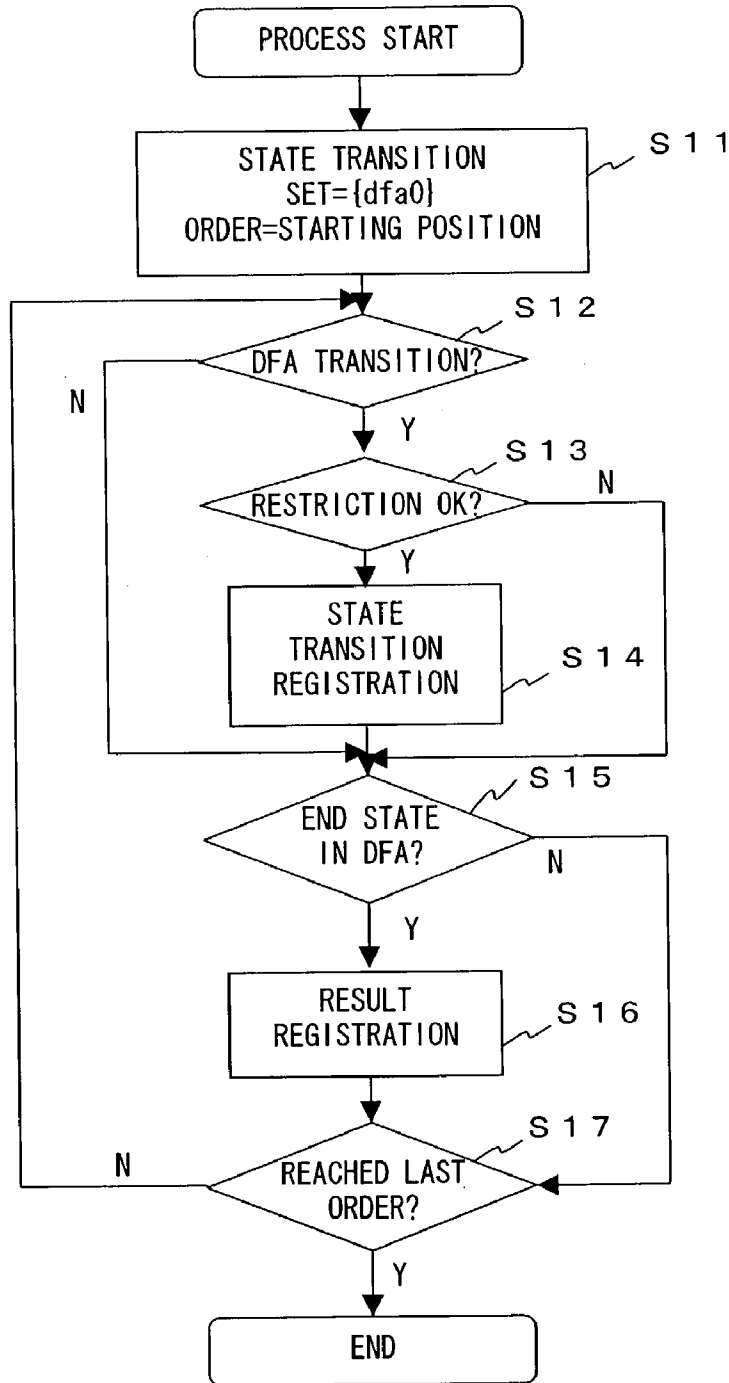 PROCESS START
STATE TRANSITION
SET={dfa0}
ORDER=STARTING POSITION
S11
S12
DFA TRANSITION?
N
Y
S13
RESTRICTION OK?
N
Y
STATE
TRANSITION
REGISTRATION
S14
S15
END STATE
IN DFA?
N
Y
RESULT
REGISTRATION
S16
S17
N
REACHED LAST
ORDER?
Y
END